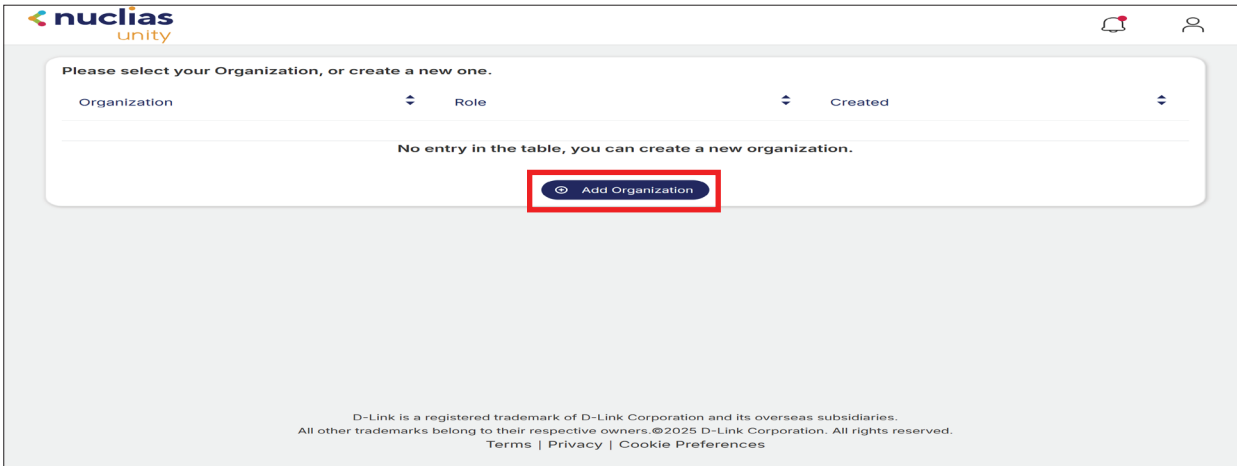 nuclias
unity
Please select your Organization, or create a new one.
Organization Role Created
No entry in the table, you can create a new organization.
Add Organization
D-Link is a registered trademark of D-Link Corporation and its overseas subsidiaries.
All other trademarks belong to their respective owners.©2025 D-Link Corporation. All rights reserved.
Terms | Privacy | Cookie Preferences